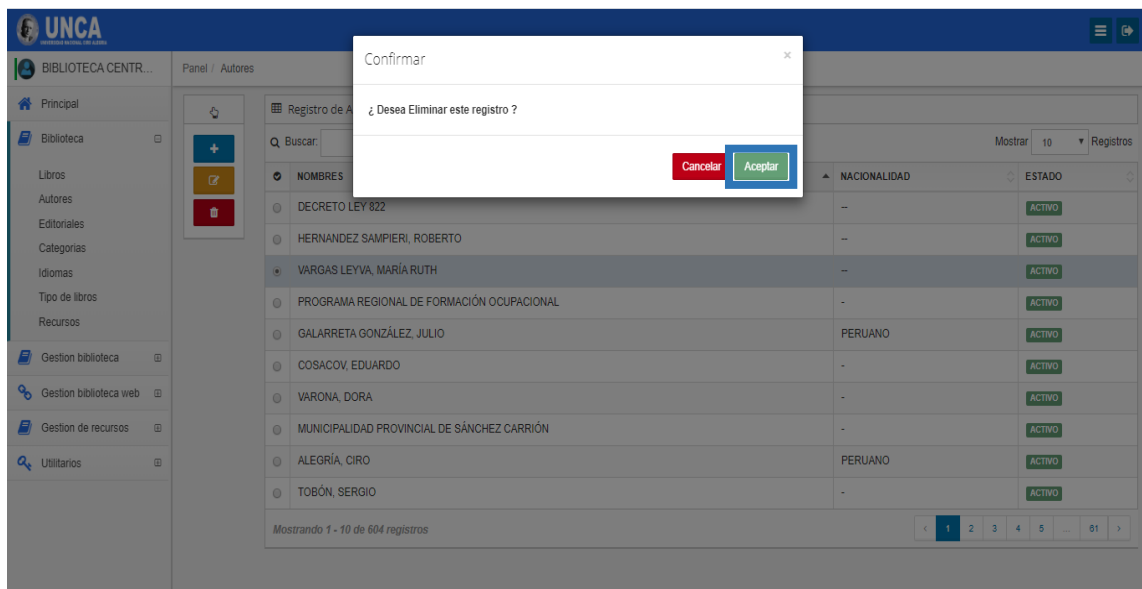 UNCA
UNIVERSIDAD NACIONAL CIRO ALEGRÍA
BIBLIOTECA CENTR...
Panel / Autores
Confirmar ×
¿ Desea Eliminar este registro ?
Cancelar Aceptar
Principal
Biblioteca
Libros
Autores
Editoriales
Categorias
Idiomas
Tipo de libros
Recursos
Gestion biblioteca
Gestion biblioteca web
Gestion de recursos
Utilitarios
Registro de A
Buscar: Mostrar 10 Registros
NOMBRES NACIONALIDAD ESTADO
DECRETO LEY 822 -- ACTIVO
HERNANDEZ SAMPIERI, ROBERTO -- ACTIVO
VARGAS LEYVA, MARÍA RUTH -- ACTIVO
PROGRAMA REGIONAL DE FORMACIÓN OCUPACIONAL - ACTIVO
GALARRETA GONZÁLEZ, JULIO PERUANO ACTIVO
COSACOV, EDUARDO - ACTIVO
VARONA, DORA - ACTIVO
MUNICIPALIDAD PROVINCIAL DE SÁNCHEZ CARRIÓN - ACTIVO
ALEGRÍA, CIRO PERUANO ACTIVO
TOBÓN, SERGIO - ACTIVO
Mostrando 1 - 10 de 604 registros < 1 2 3 4 5 ... 61 >